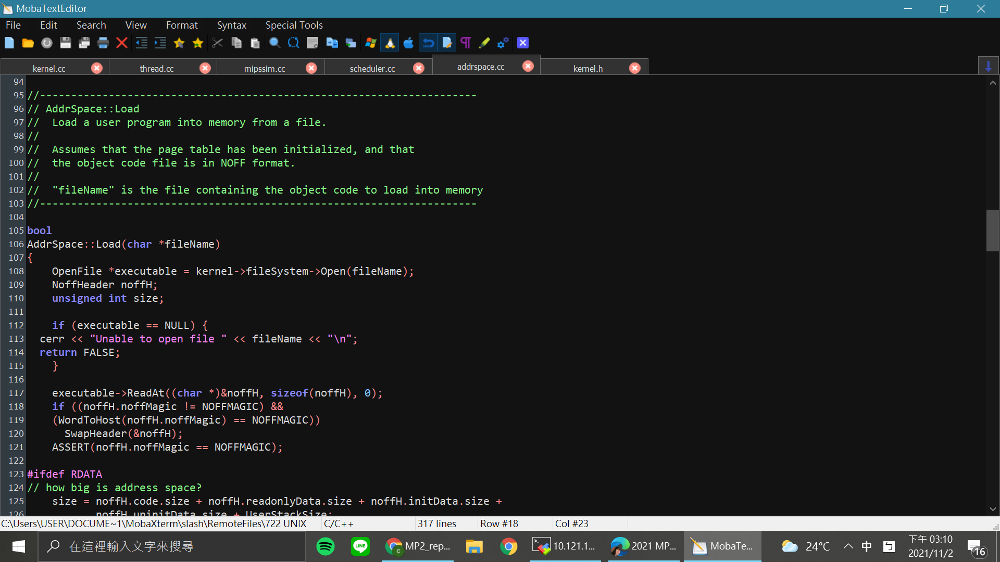 MobaTextEditor
File Edit Search View Format Syntax Special Tools
kernel.cc thread.cc mipssim.cc scheduler.cc addrspace.cc kernel.h
94
95 //----------------------------------------------------------------------
96 // AddrSpace::Load
97 //  Load a user program into memory from a file.
98 //
99 //  Assumes that the page table has been initialized, and that
100 //  the object code file is in NOFF format.
101 //
102 //  "fileName" is the file containing the object code to load into memory
103 //----------------------------------------------------------------------
104
105 bool
106 AddrSpace::Load(char *fileName)
107 {
108     OpenFile *executable = kernel->fileSystem->Open(fileName);
109     NoffHeader noffH;
110     unsigned int size;
111
112     if (executable == NULL) {
113   cerr << "Unable to open file " << fileName << "\n";
114   return FALSE;
115     }
116
117     executable->ReadAt((char *)&noffH, sizeof(noffH), 0);
118     if ((noffH.noffMagic != NOFFMAGIC) &&
119     (WordToHost(noffH.noffMagic) == NOFFMAGIC))
120       SwapHeader(&noffH);
121     ASSERT(noffH.noffMagic == NOFFMAGIC);
122
123 #ifdef RDATA
124 // how big is address space?
125     size = noffH.code.size + noffH.readonlyData.size + noffH.initData.size +
126            noffH.uninitData.size + UserStackSize;
C:\Users\USER\DOCUME~1\MobaXterm\slash\RemoteFiles\722 UNIX C/C++ 317 lines Row #18 Col #23
在這裡輸入文字來搜尋 LINE C MP2_rep... 10.121.1... 2021 MP... MobaTe... 24°C 中 ㄅ 下午 03:10
2021/11/2 16